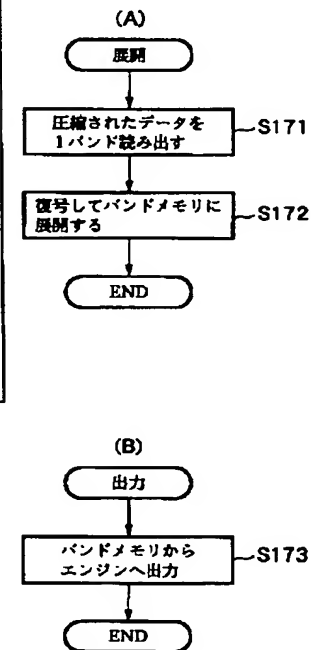 (A)
展開
圧縮されたデータを
1バンド読み出す
S171
復号してバンドメモリに
展開する
S172
END
(B)
出力
バンドメモリから
エンジンへ出力
S173
END